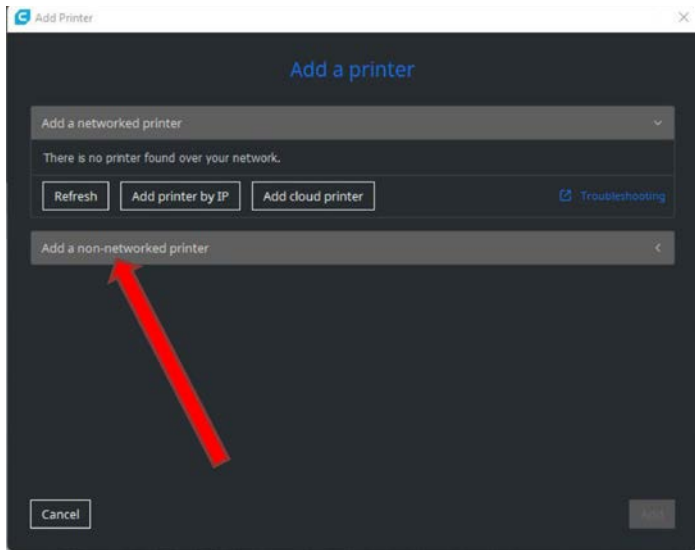 Add Printer
Add a printer
Add a networked printer
There is no printer found over your network.
Refresh Add printer by IP Add cloud printer Troubleshooting
Add a non-networked printer
Cancel Add